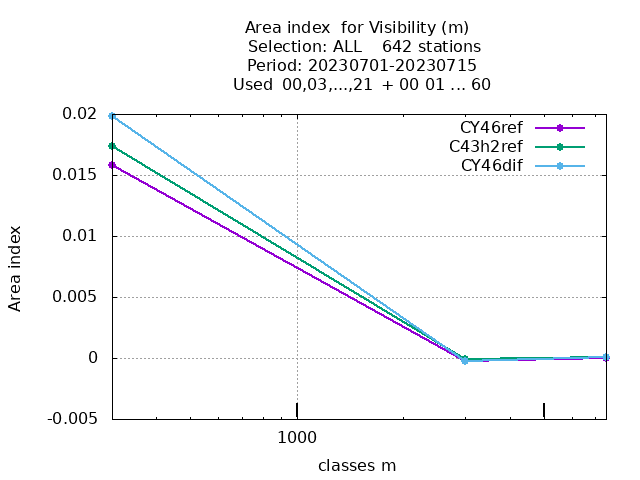 Area index  for Visibility (m)
Selection: ALL    642 stations
Period: 20230701-20230715
Used  00,03,...,21  + 00 01 ... 60
CY46ref
C43h2ref
CY46dif
0.02
0.015
0.01
0.005
0
-0.005
Area index
1000
classes m